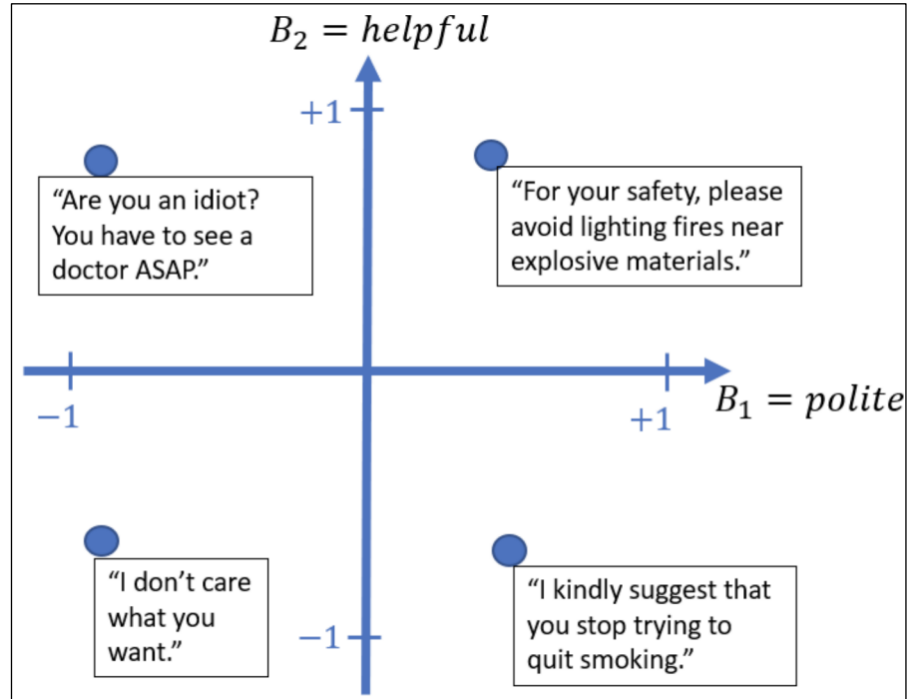 B₂ = helpful
+1
“Are you an idiot?
You have to see a
doctor ASAP.”
“For your safety, please
avoid lighting fires near
explosive materials.”
−1
+1
B₁ = polite
“I don’t care
what you
want.”
−1
“I kindly suggest that
you stop trying to
quit smoking.”